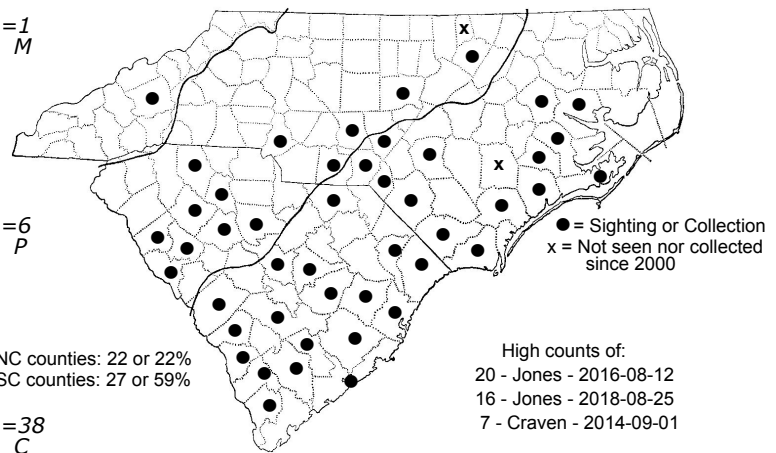 =1
M
x
x
● = Sighting or Collection
x = Not seen nor collected
since 2000
=6
P
NC counties: 22 or 22%
SC counties: 27 or 59%
High counts of:
20 - Jones - 2016-08-12
16 - Jones - 2018-08-25
7 - Craven - 2014-09-01
=38
C